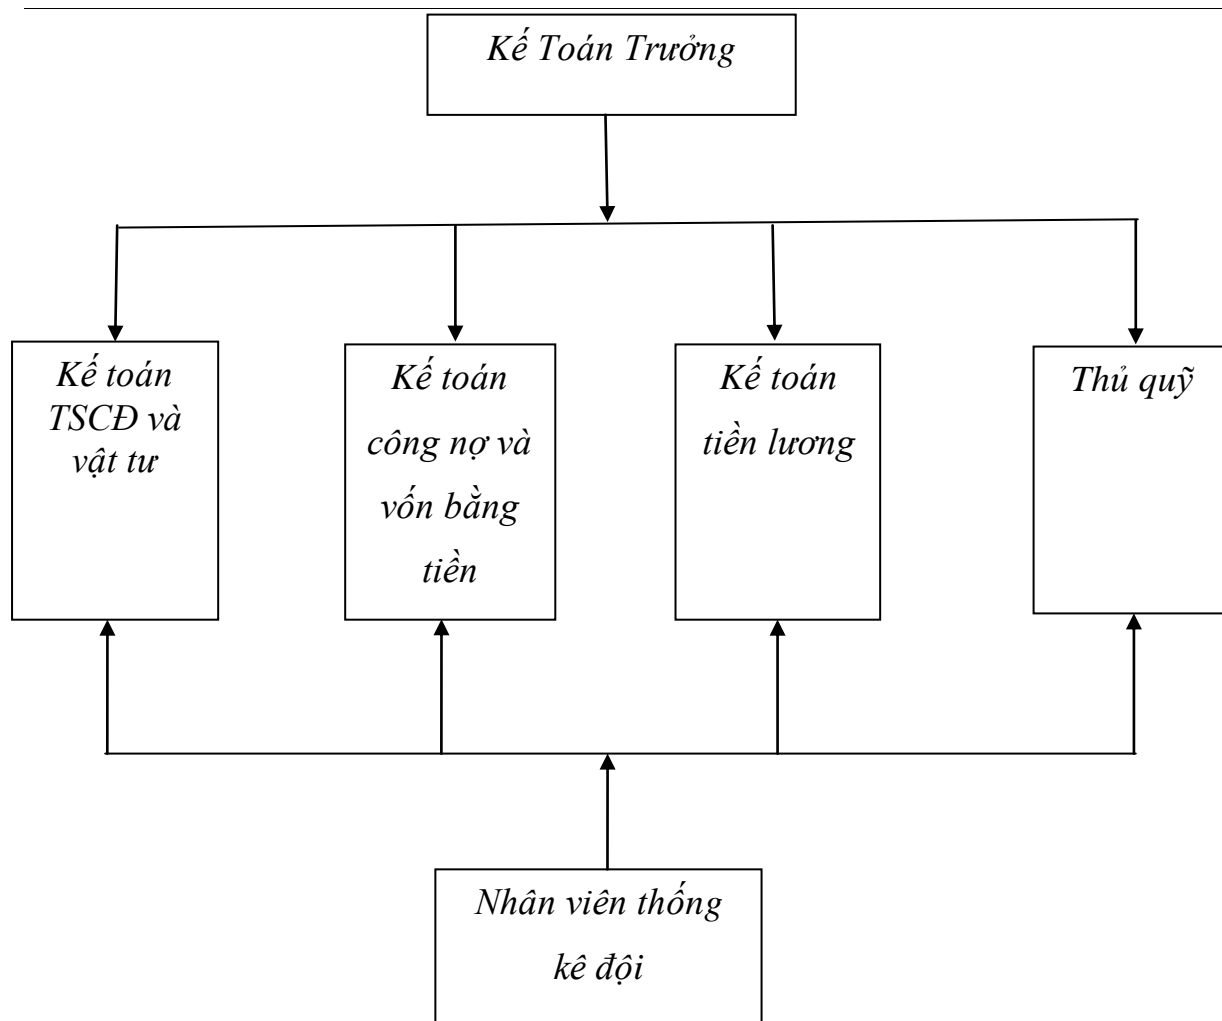 Kế Toán Trưởng
Kế toán
TSCĐ và
vật tư
Kế toán
công nợ và
vốn bằng
tiền
Kế toán
tiền lương
Thủ quỹ
Nhân viên thống
kê đội